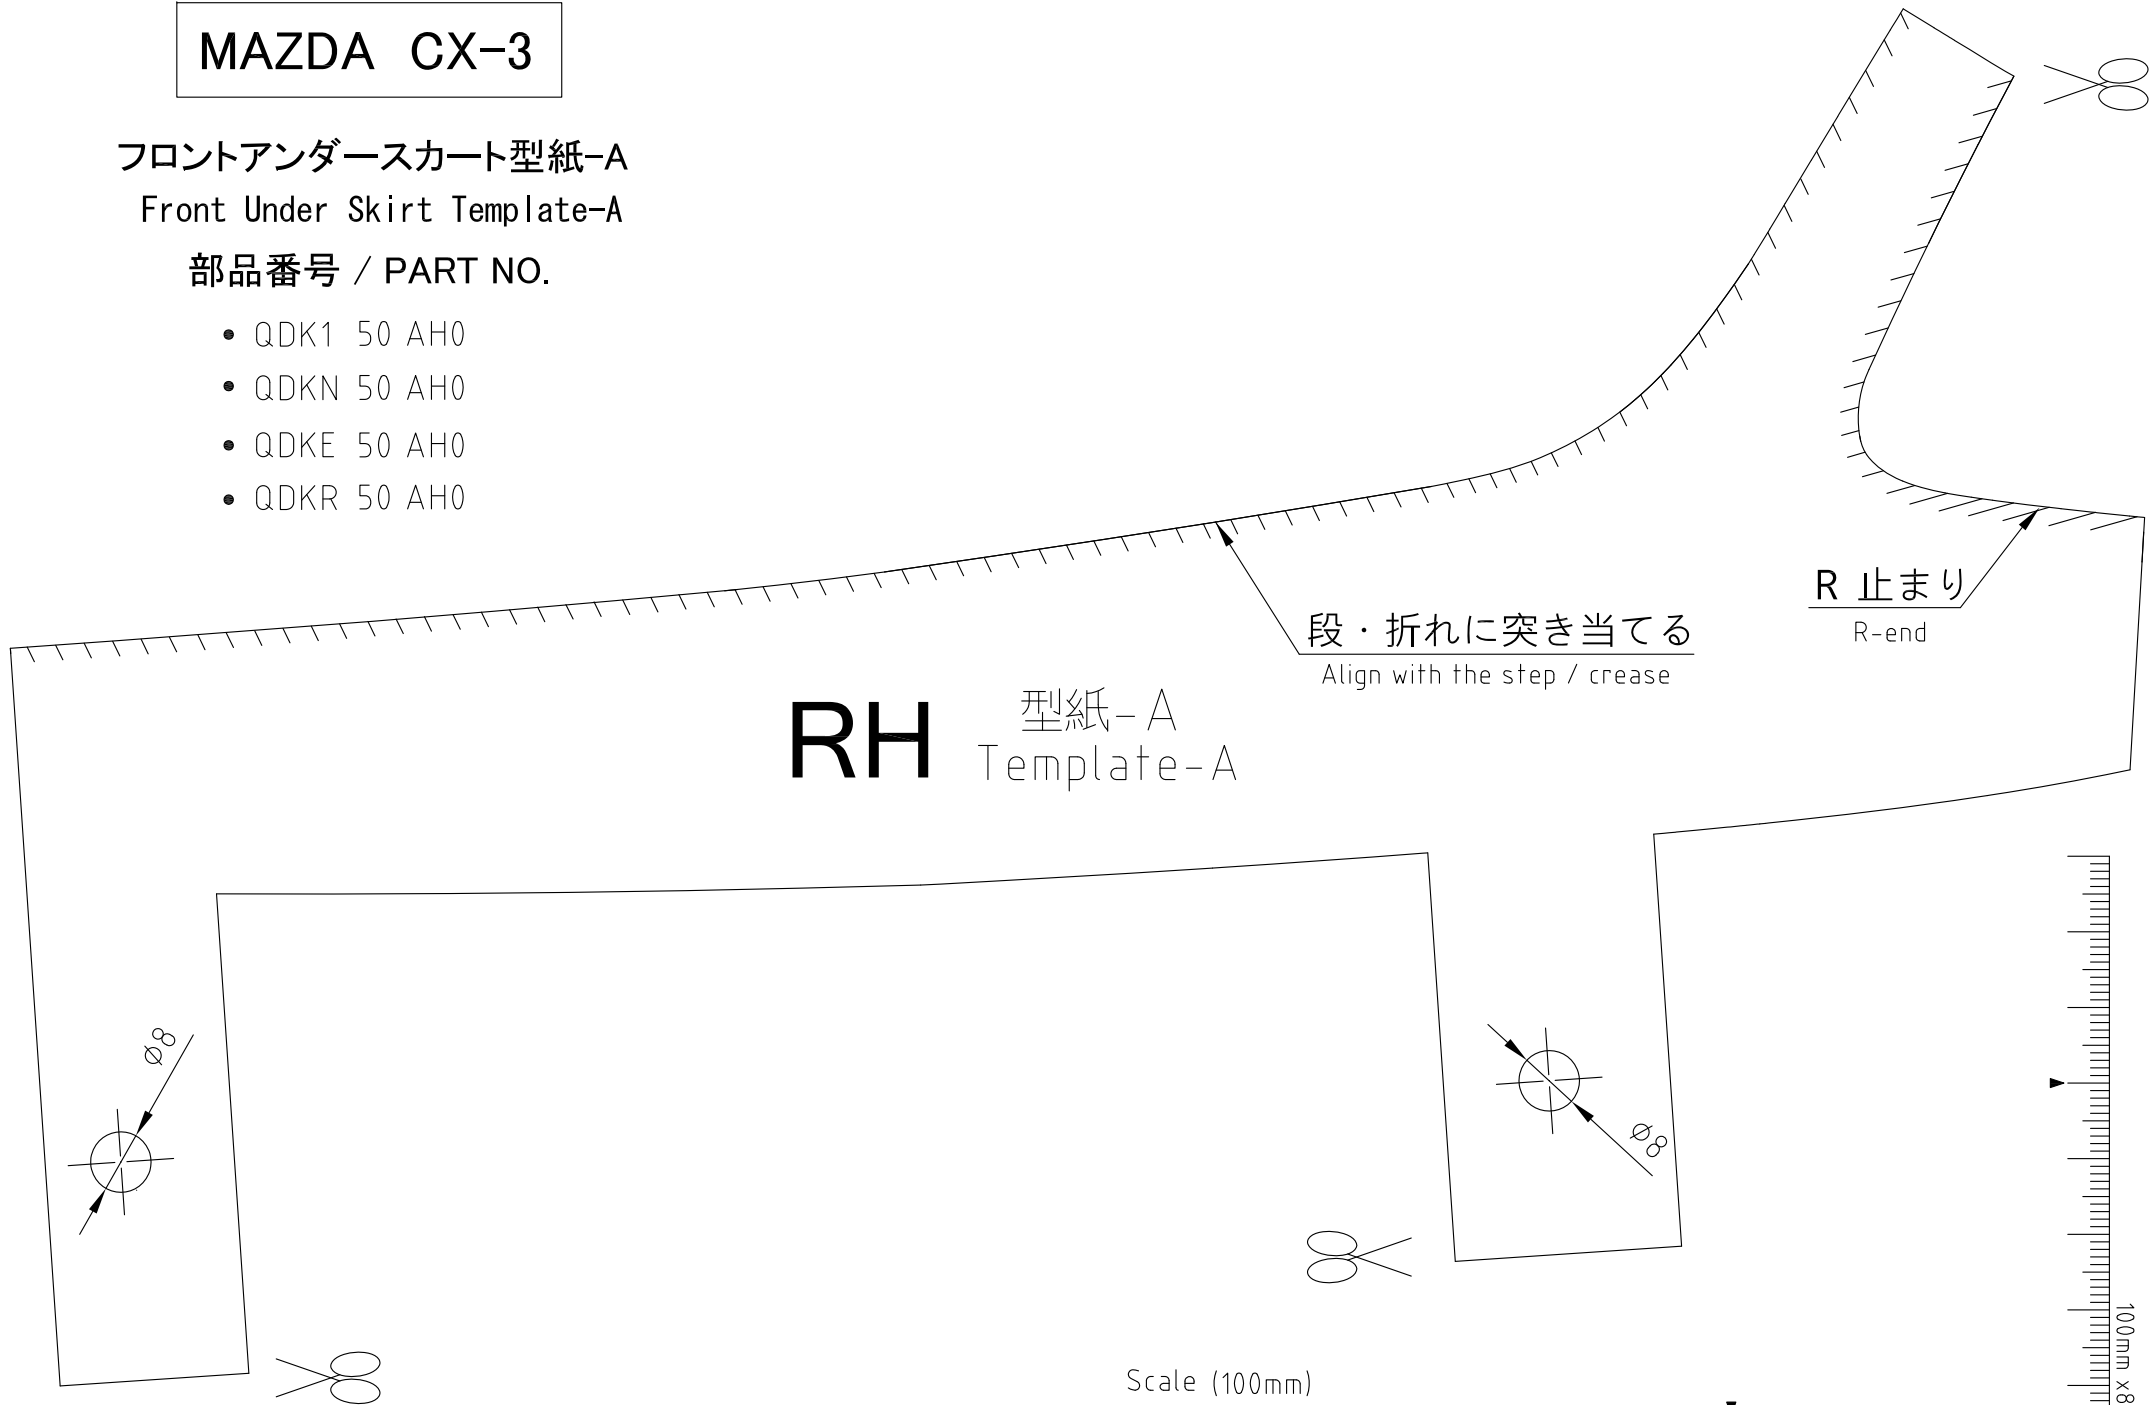 MAZDA CX-3
フロントアンダースカート型紙-A
Front Under Skirt Template-A
部品番号 / PART NO.
• QDK1 50 AH0
• QDKN 50 AH0
• QDKE 50 AH0
• QDKR 50 AH0
R 止まり
R-end
段・折れに突き当てる
Align with the step / crease
RH
型紙-A
Template-A
ø8
ø8
100mm x8
Scale (100mm)